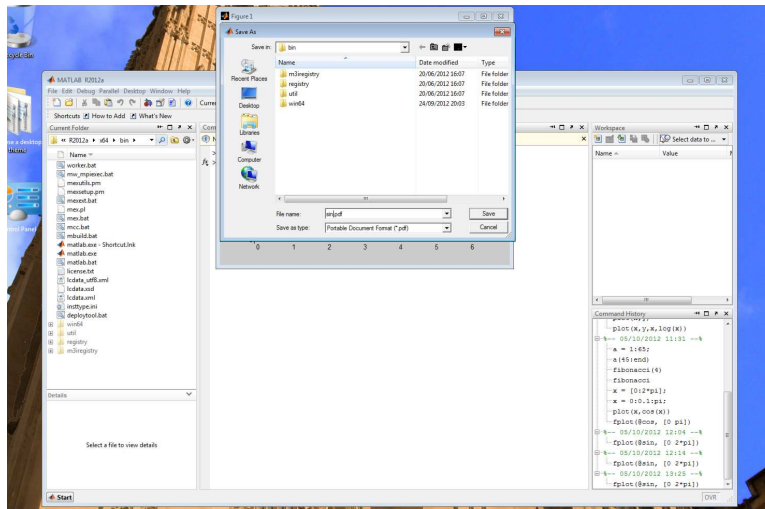 Figure 1
Save As
Save in:
bin
Name
Date modified
Type
m3iregistry
20/06/2012 16:07
File folder
registry
20/06/2012 16:07
File folder
util
20/06/2012 16:07
File folder
win64
24/09/2012 20:03
File folder
Recent Places
Desktop
Libraries
Computer
Network
File name:
sin.pdf
Save
Save as type:
Portable Document Format (*.pdf)
Cancel
0 1 2 3 4 5 6
MATLAB R2012a
File Edit Debug Parallel Desktop Window Help
Shortcuts How to Add What's New
Current Folder
« R2012a ▸ x64 ▸ bin ▸
Name
worker.bat
mw_mpiexec.bat
mexutils.pm
mexsetup.pm
mexext.bat
mex.pl
mex.bat
mcc.bat
mbuild.bat
matlab.exe - Shortcut.lnk
matlab.exe
matlab.bat
license.txt
lcdata_utf8.xml
lcdata.xsd
lcdata.xml
insttype.ini
deploytool.bat
win64
util
registry
m3iregistry
Details
Select a file to view details
Start
fx >
Workspace
Select data to ...
Name
Value
Command History
plot(x,y,x,log(x))
%-- 05/10/2012 11:31 --%
a = 1:65;
a(45:end)
fibonacci(4)
fibonacci
x = [0:2*pi];
x = 0:0.1:pi;
plot(x,cos(x))
fplot(@cos, [0 pi])
%-- 05/10/2012 12:04 --%
fplot(@sin, [0 2*pi])
%-- 05/10/2012 12:14 --%
fplot(@sin, [0 2*pi])
%-- 05/10/2012 13:25 --%
fplot(@sin, [0 2*pi])
OVR